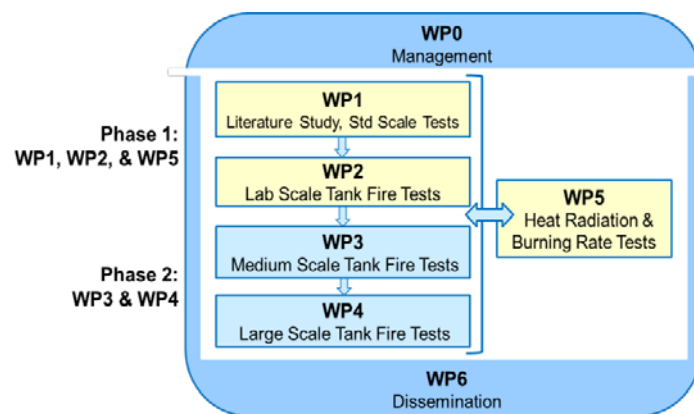 WP0
Management
WP1
Literature Study, Std Scale Tests
Phase 1:
WP1, WP2, & WP5
WP2
Lab Scale Tank Fire Tests
WP5
Heat Radiation &
Burning Rate Tests
WP3
Medium Scale Tank Fire Tests
Phase 2:
WP3 & WP4
WP4
Large Scale Tank Fire Tests
WP6
Dissemination